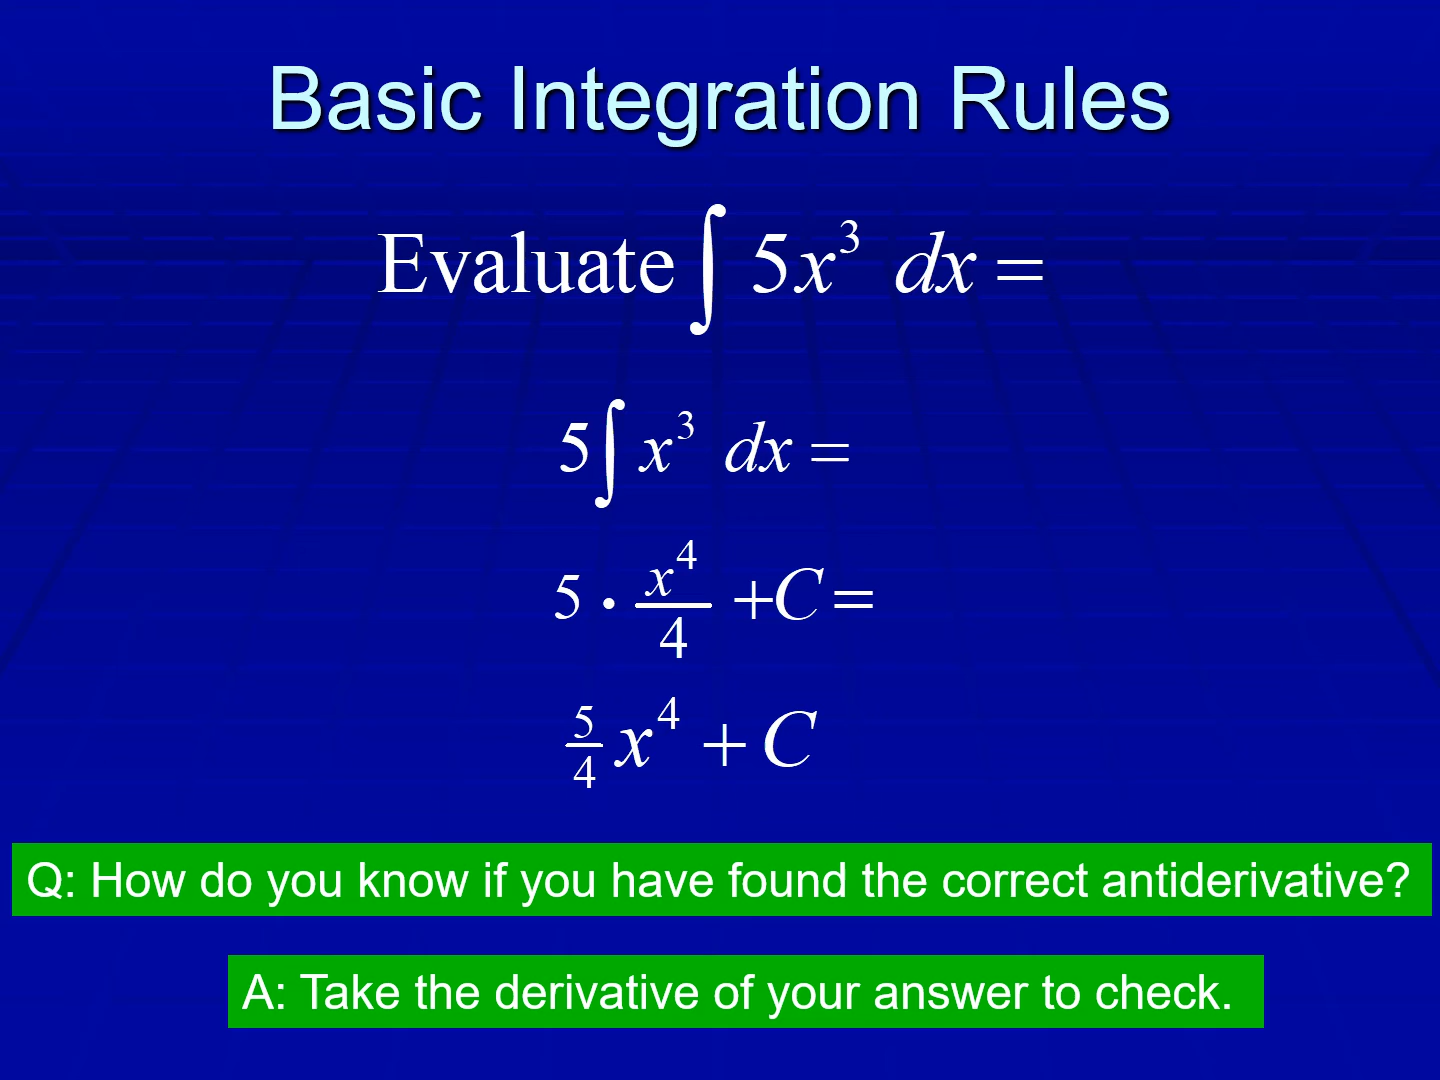 Basic Integration Rules
Evaluate ∫ 5x³ dx =
5∫ x³ dx =
5 · x⁴/4 + C =
5/4 x⁴ + C
Q: How do you know if you have found the correct antiderivative?
A: Take the derivative of your answer to check.